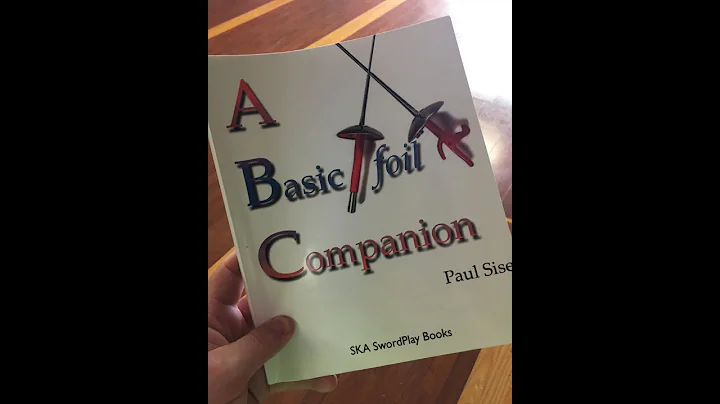 A
Basic foil
Companion
Paul Sise
SKA SwordPlay Books